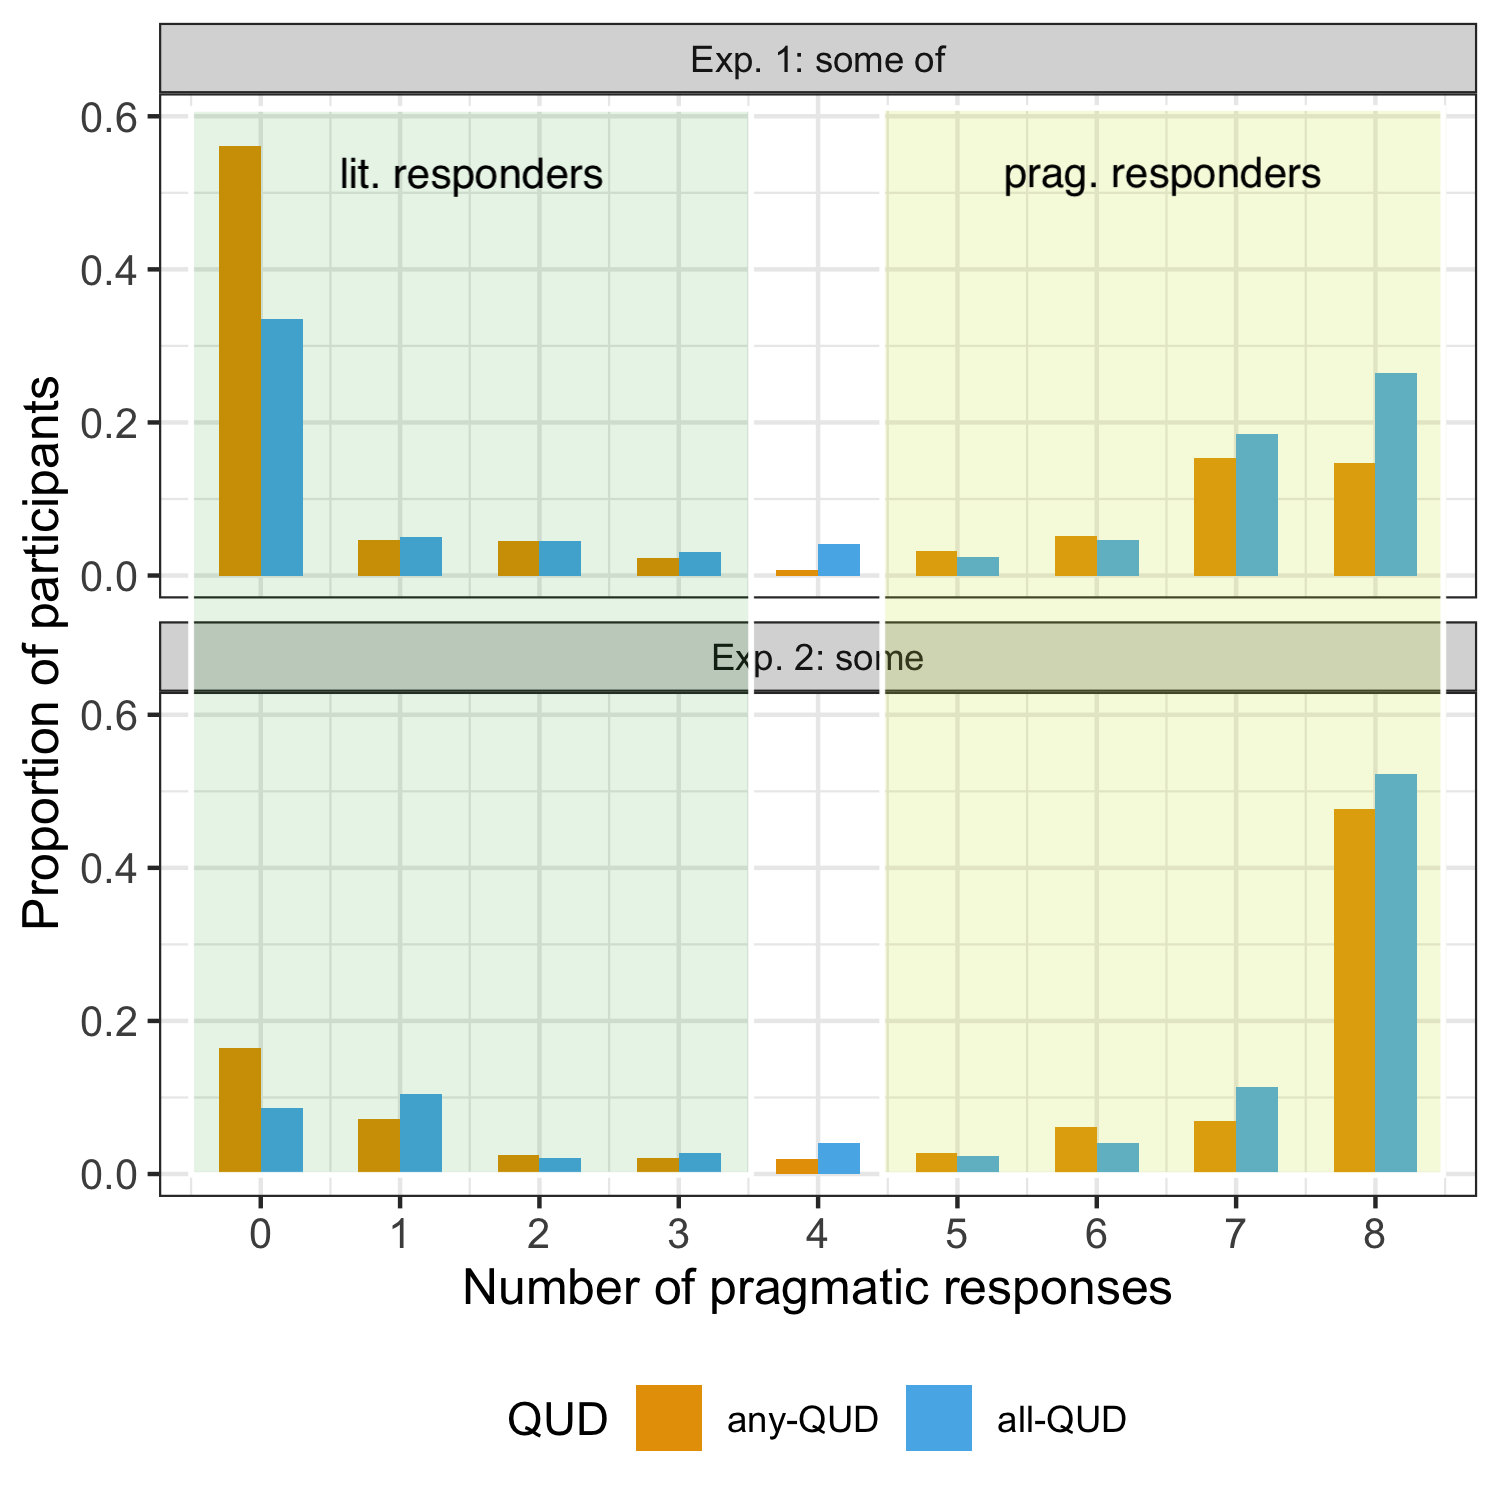 Exp. 1: some of
lit. responders
prag. responders
0.6
0.4
0.2
0.0
Exp. 2: some
0.6
0.4
0.2
0.0
Proportion of participants
0 1 2 3 4 5 6 7 8
Number of pragmatic responses
QUD any-QUD all-QUD